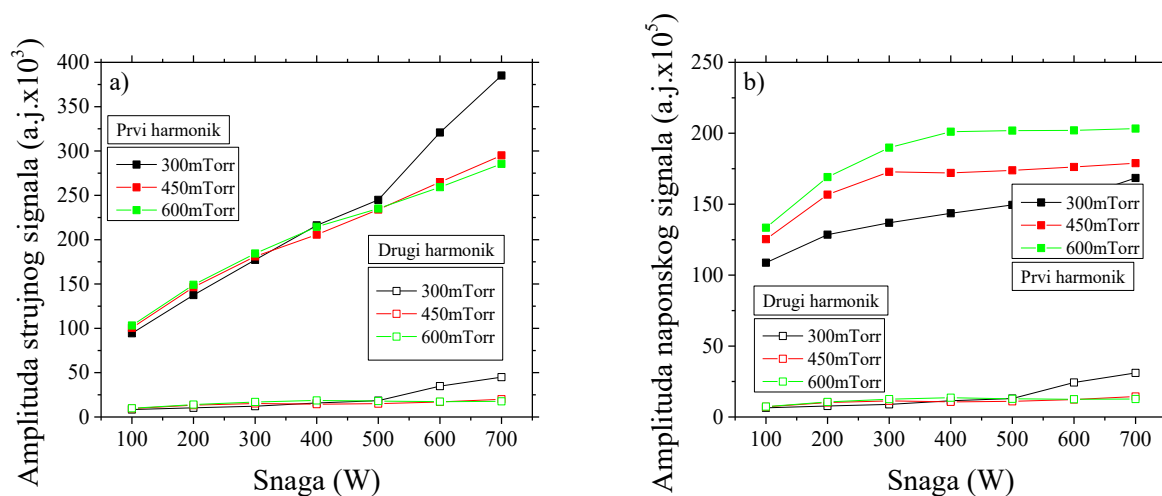 a)
Amplituda strujnog signala (a.j.x10³)
400
350
300
250
200
150
100
50
0
Prvi harmonik
300mTorr
450mTorr
600mTorr
Drugi harmonik
300mTorr
450mTorr
600mTorr
100 200 300 400 500 600 700
Snaga (W)
b)
Amplituda naponskog signala (a.j.x10⁵)
250
200
150
100
50
0
300mTorr
450mTorr
600mTorr
Prvi harmonik
Drugi harmonik
300mTorr
450mTorr
600mTorr
100 200 300 400 500 600 700
Snaga (W)